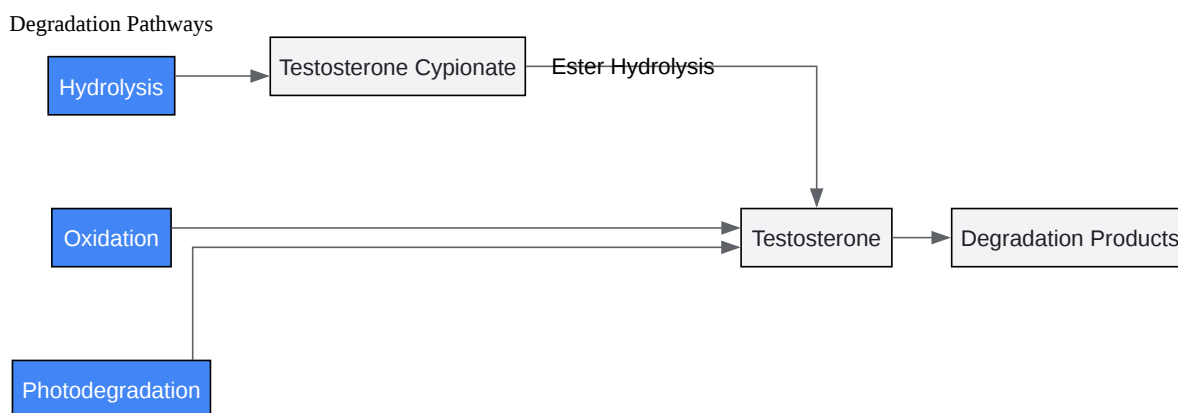 Degradation Pathways
Hydrolysis
Testosterone Cypionate
Ester Hydrolysis
Oxidation
Testosterone
Degradation Products
Photodegradation